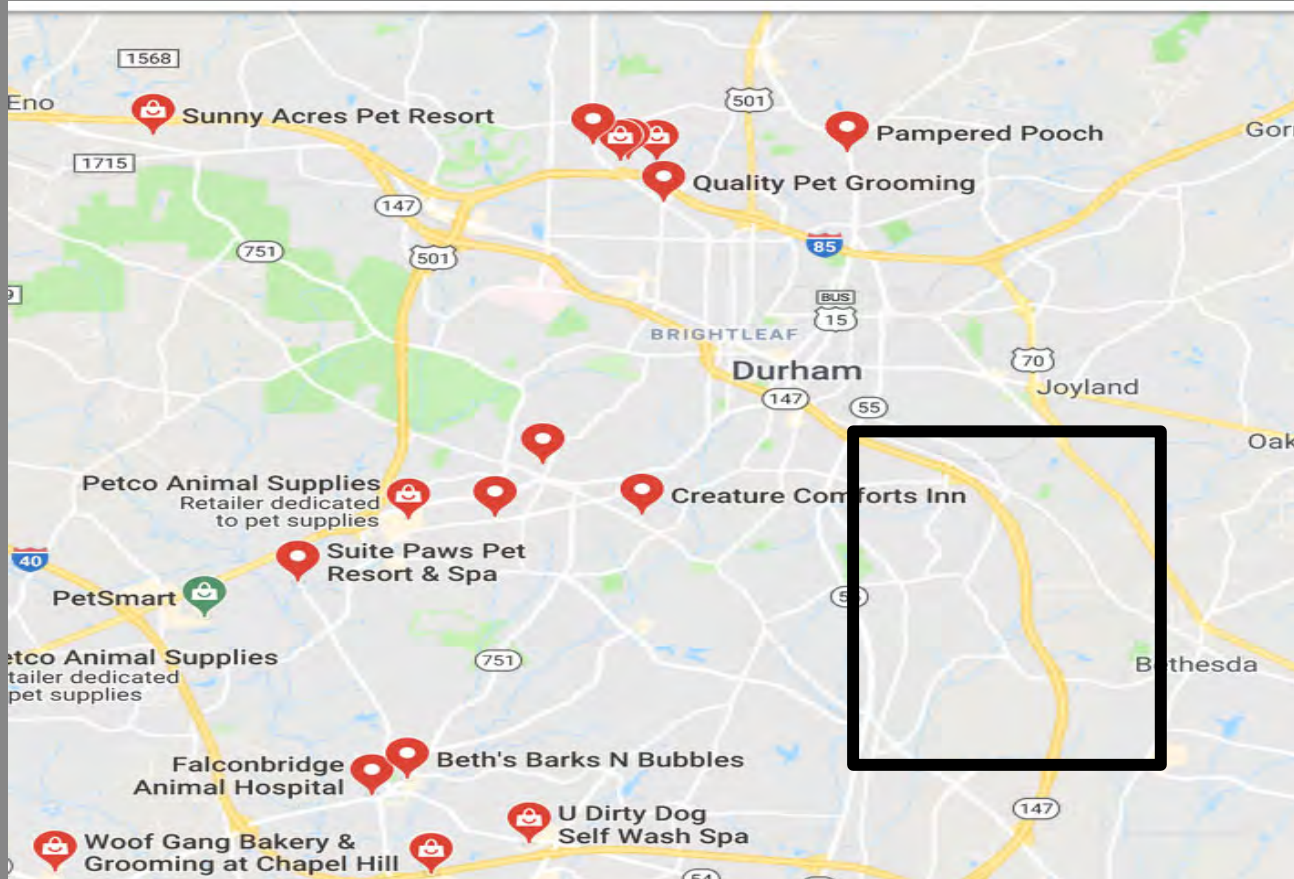 1568
Eno
Sunny Acres Pet Resort
501
Pampered Pooch
Gor
1715
Quality Pet Grooming
147
751
501
85
9
BUS
15
BRIGHTLEAF
Durham
70
147
55
Joyland
Oak
Petco Animal Supplies
Retailer dedicated
to pet supplies
Creature Comforts Inn
40
Suite Paws Pet
Resort & Spa
PetSmart
55
etco Animal Supplies
tailer dedicated
pet supplies
751
Bethesda
Falconbridge
Animal Hospital
Beth's Barks N Bubbles
147
U Dirty Dog
Self Wash Spa
Woof Gang Bakery &
Grooming at Chapel Hill
54